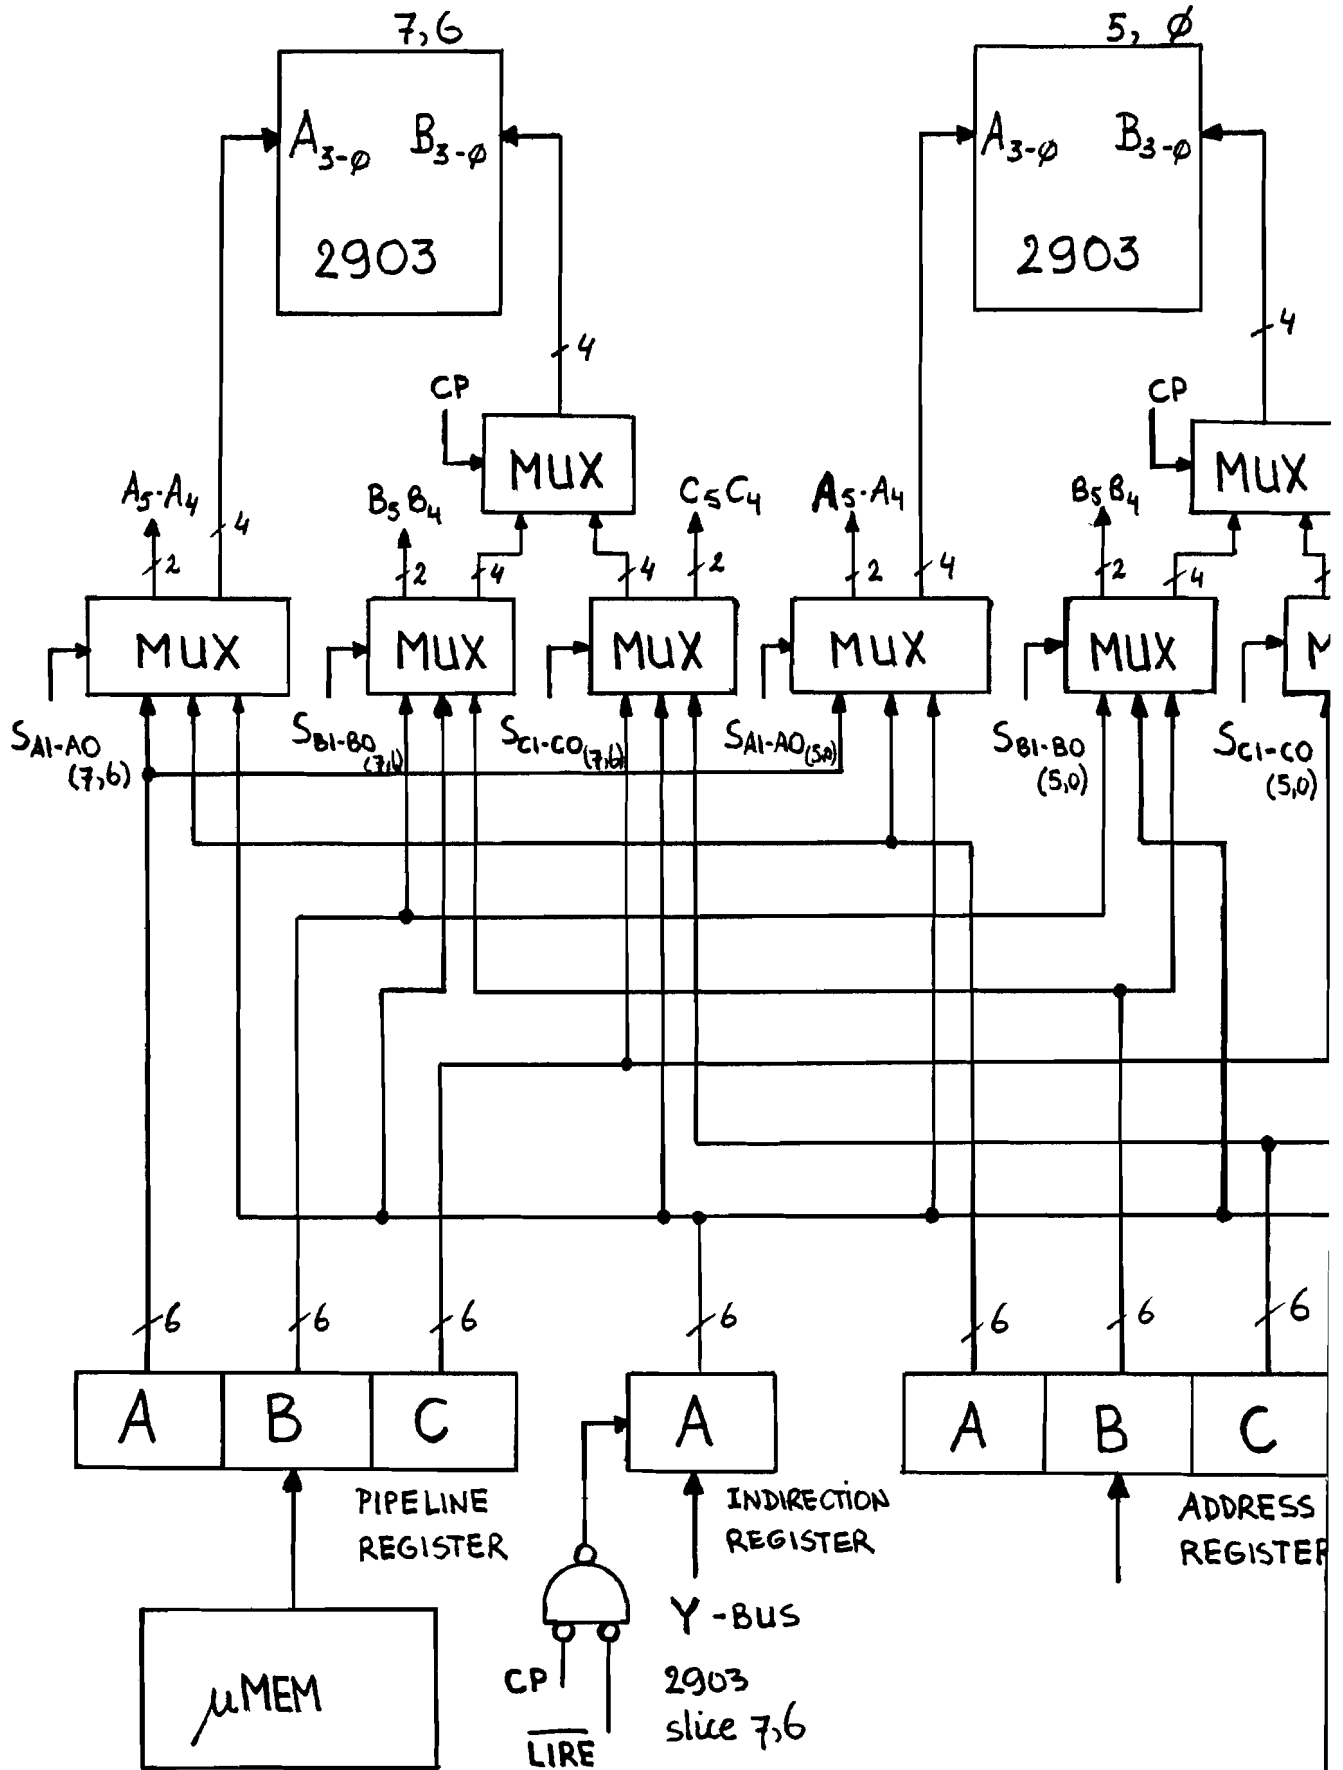 7,6
5, Ø
A3-Ø B3-Ø
A3-Ø B3-Ø
2903
2903
4
4
CP
CP
MUX
MUX
A5-A4
B5B4
C5C4
A5-A4
B5B4
4
2
2
4
4
2
2
4
2
4
MUX
MUX
MUX
MUX
MUX
M
SA1-A0
(7,6)
SB1-B0
(7,6)
SC1-C0 (7,6)
SA1-A0 (5,0)
SB1-B0
(5,0)
SC1-C0
(5,0)
6
6
6
6
6
6
6
A B C
A
A B C
PIPELINE
REGISTER
INDIRECTION
REGISTER
ADDRESS
REGISTER
µMEM
CP
LIRE
Y-BUS
2903
slice 7,6